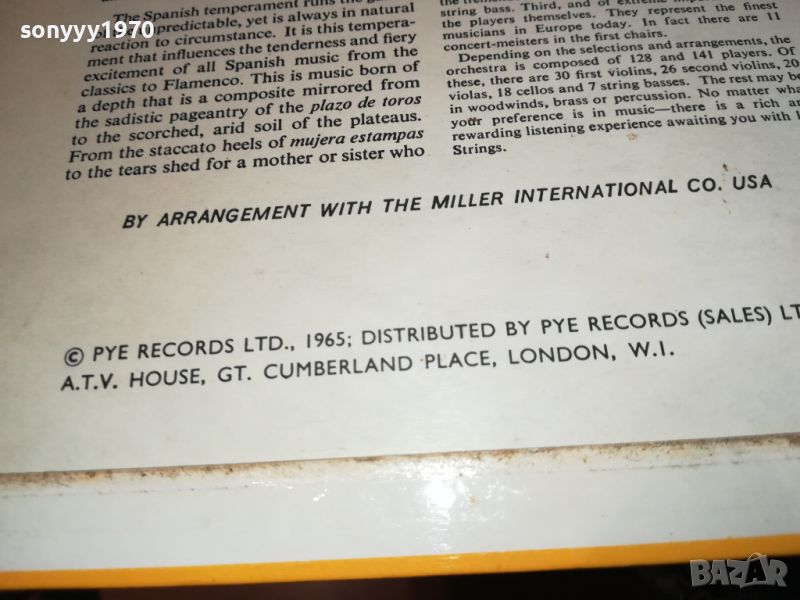 sonyyy1970
The Spanish temperament runs the
predictable, yet is always in natural
reaction to circumstance. It is this tempera-
ment that influences the tenderness and fiery
excitement of all Spanish music from the
classics to Flamenco. This is music born of
a depth that is a composite mirrored from
the sadistic pageantry of the plazo de toros
to the scorched, arid soil of the plateaus.
From the staccato heels of mujera estampas
to the tears shed for a mother or sister who
string bass. Third, and of
the players themselves. They represent the finest
musicians in Europe today. In fact there are 11
concert-meisters in the first chairs.
Depending on the selections and arrangements, the
orchestra is composed of 128 and 141 players. Of
these, there are 30 first violins, 26 second violins, 20
violas, 18 cellos and 7 string basses. The rest may be
in woodwinds, brass or percussion. No matter wha
your preference is in music—there is a rich an
rewarding listening experience awaiting you with
Strings.
BY ARRANGEMENT WITH THE MILLER INTERNATIONAL CO. USA
© PYE RECORDS LTD., 1965; DISTRIBUTED BY PYE RECORDS (SALES) LT
A.T.V. HOUSE, GT. CUMBERLAND PLACE, LONDON, W.I.
BAZAR